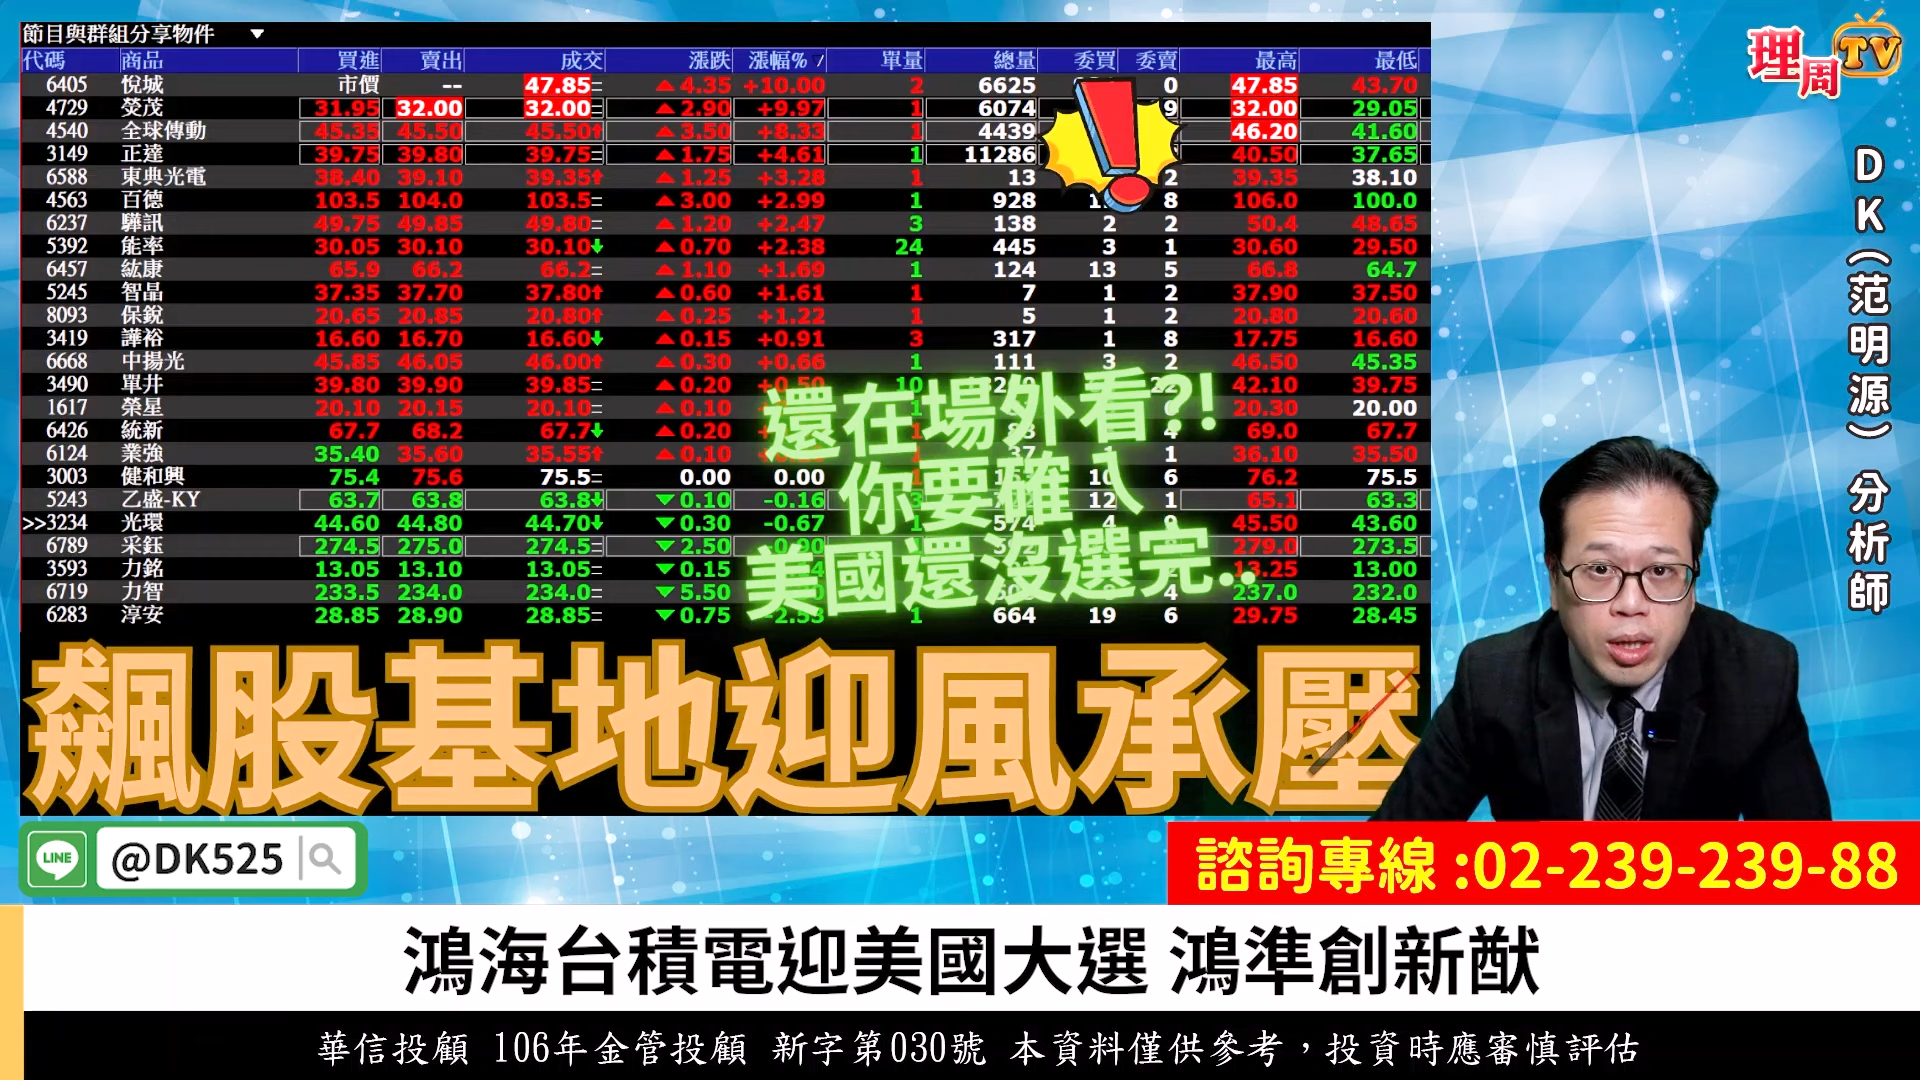 節目與群組分享物件 ▼
代碼 商品 買進 賣出 成交 漲跌 漲幅% 單量 總量 委買 委賣 最高 最低
6405 悅城 市價 -- 47.85= ▲4.35 +10.00 2 6625 0 47.85 43.70
4729 熒茂 31.95 32.00 32.00= ▲2.90 +9.97 1 6074 9 32.00 29.05
4540 全球傳動 45.35 45.50 45.50↑ ▲3.50 +8.33 1 4439 46.20 41.60
3149 正達 39.75 39.80 39.75= ▲1.75 +4.61 1 11286 40.50 37.65
6588 東典光電 38.40 39.10 39.35↑ ▲1.25 +3.28 1 13 2 39.35 38.10
4563 百德 103.5 104.0 103.5= ▲3.00 +2.99 1 928 8 106.0 100.0
6237 驊訊 49.75 49.85 49.80= ▲1.20 +2.47 3 138 2 2 50.4 48.65
5392 能率 30.05 30.10 30.10↓ ▲0.70 +2.38 24 445 3 1 30.60 29.50
6457 紘康 65.9 66.2 66.2= ▲1.10 +1.69 1 124 13 5 66.8 64.7
5245 智晶 37.35 37.70 37.80↑ ▲0.60 +1.61 1 7 1 2 37.90 37.50
8093 保銳 20.65 20.85 20.80↑ ▲0.25 +1.22 1 5 1 2 20.80 20.60
3419 譁裕 16.60 16.70 16.60↓ ▲0.15 +0.91 3 317 1 8 17.75 16.60
6668 中揚光 45.85 46.05 46.00↑ ▲0.30 +0.66 1 111 3 2 46.50 45.35
3490 單井 39.80 39.90 39.85= ▲0.20 +0.50 10 42.10 39.75
1617 榮星 20.10 20.15 20.10= ▲0.10 20.30 20.00
6426 統新 67.7 68.2 67.7↓ ▲0.20 69.0 67.7
6124 業強 35.40 35.60 35.55↑ ▲0.10 37 1 36.10 35.50
3003 健和興 75.4 75.6 75.5= 0.00 0.00 6 76.2 75.5
5243 乙盛-KY 63.7 63.8 63.8↓ ▼0.10 -0.16 12 1 65.1 63.3
>>3234 光環 44.60 44.80 44.70↓ ▼0.30 -0.67 574 4 45.50 43.60
6789 采鈺 274.5 275.0 274.5= ▼2.50 -0.90 279.0 273.5
3593 力銘 13.05 13.10 13.05= ▼0.15 13.25 13.00
6719 力智 233.5 234.0 234.0= ▼5.50 4 237.0 232.0
6283 淳安 28.85 28.90 28.85= ▼0.75 -2.53 1 664 19 6 29.75 28.45
還在場外看?!
你要確入
美國還沒選完..
飆股基地迎風承壓
理周TV
DK(范明源)分析師
LINE @DK525
諮詢專線:02-239-239-88
鴻海台積電迎美國大選 鴻準創新猷
華信投顧 106年金管投顧 新字第030號 本資料僅供參考,投資時應審慎評估